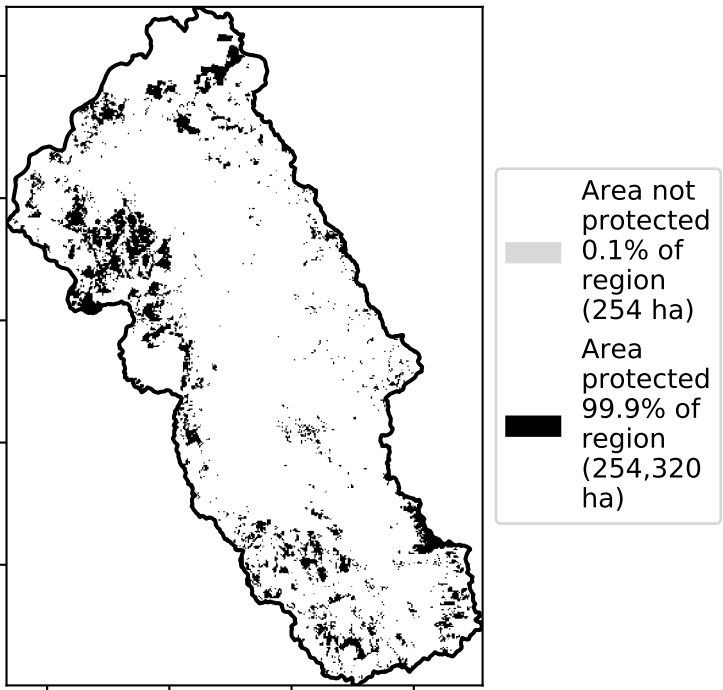 Area not
protected
0.1% of
region
(254 ha)
Area
protected
99.9% of
region
(254,320
ha)